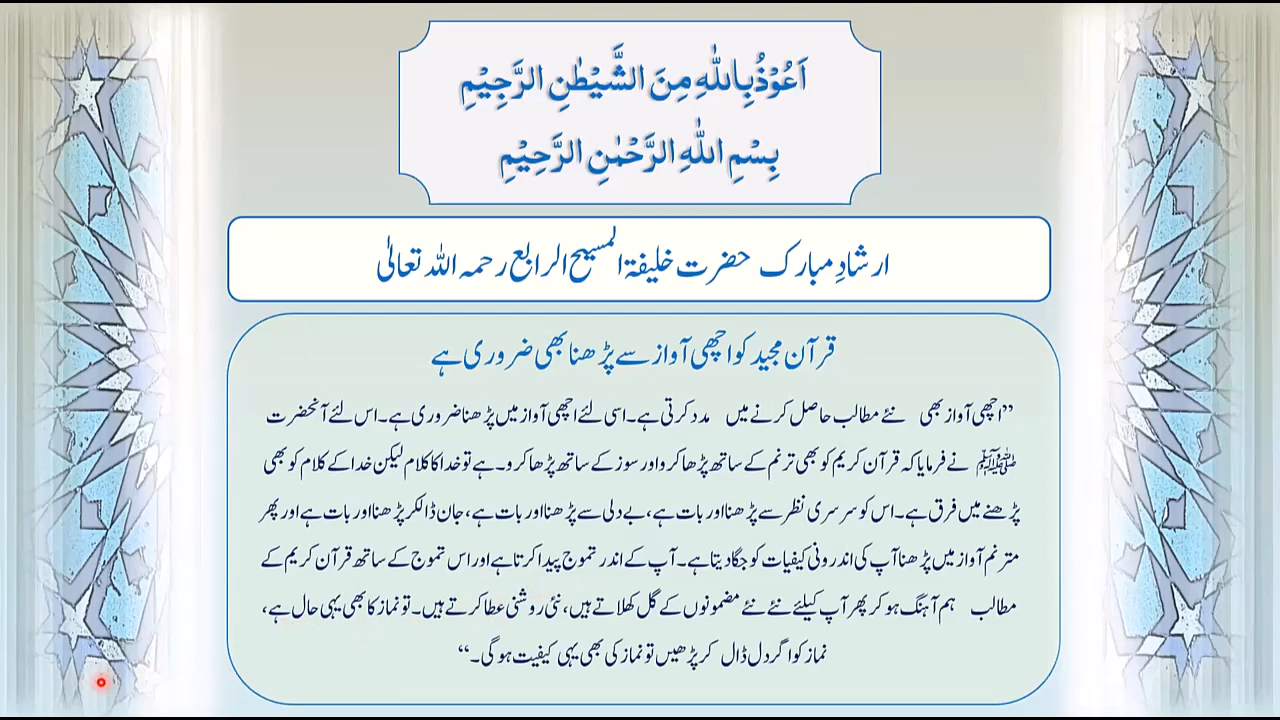 اَعُوْذُ بِاللّٰهِ مِنَ الشَّيْطٰنِ الرَّجِيْمِ
بِسْمِ اللّٰهِ الرَّحْمٰنِ الرَّحِيْمِ
ارشادِ مبارک حضرت خلیفۃ المسیح الرابع رحمہ اللہ تعالیٰ
قرآن مجید کو اچھی آواز سے پڑھنا بھی ضروری ہے
”اچھی آواز بھی نئے مطالب حاصل کرنے میں مدد کرتی ہے۔ اسی لئے اچھی آواز میں پڑھنا ضروری ہے۔ اس لئے آنحضرت
ﷺ نے فرمایا کہ قرآن کریم کو بھی ترنم کے ساتھ پڑھا کرو اور سوز کے ساتھ پڑھا کرو۔ ہے تو خدا کا کلام لیکن خدا کے کلام کو بھی
پڑھنے میں فرق ہے۔ اس کو سرسری نظر سے پڑھنا اور بات ہے، بے دلی سے پڑھنا اور بات ہے، جان ڈالکر پڑھنا اور بات ہے اور پھر
مترنم آواز میں پڑھنا آپ کی اندرونی کیفیات کو جگا دیتا ہے۔ آپ کے اندر تموج پیدا کرتا ہے اور اس تموج کے ساتھ قرآن کریم کے
مطالب ہم آہنگ ہو کر پھر آپ کیلئے نئے نئے مضمونوں کے گل کھلاتے ہیں، نئی روشنی عطا کرتے ہیں۔ تو نماز کا بھی یہی حال ہے،
نماز کو اگر دل ڈال کر پڑھیں تو نماز کی بھی یہی کیفیت ہوگی۔“